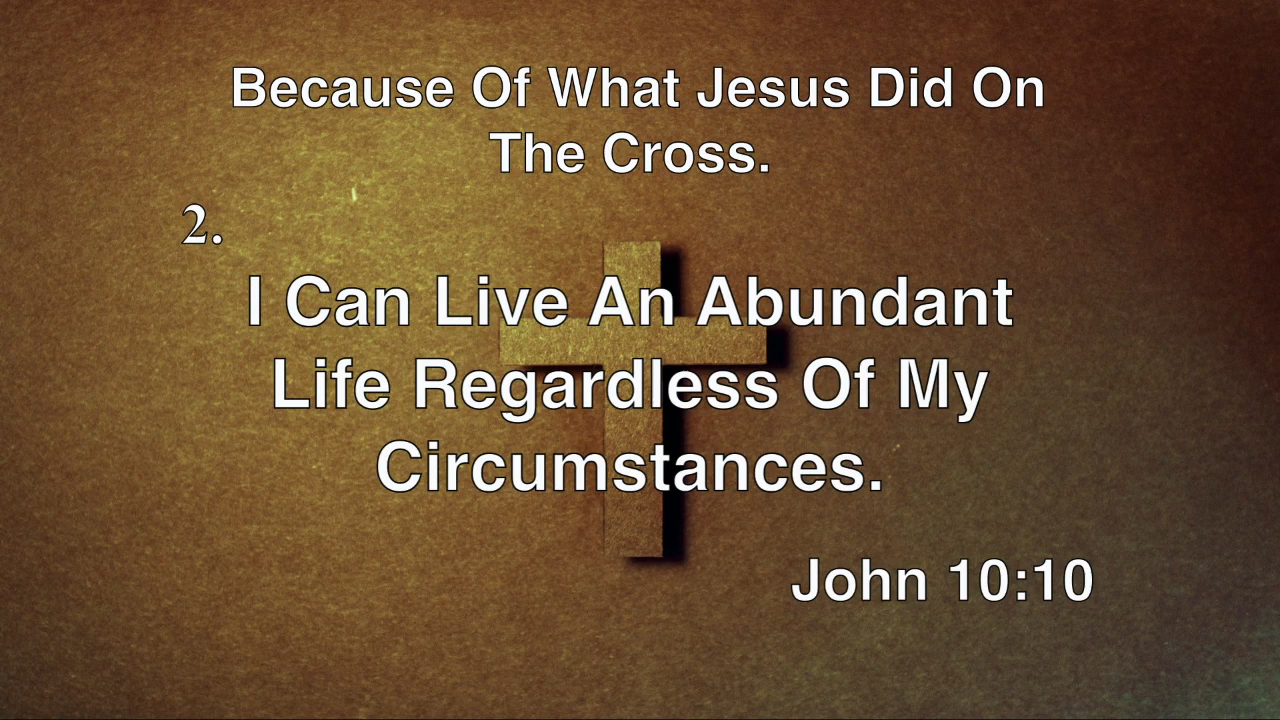 Because Of What Jesus Did On
The Cross.
2.
I Can Live An Abundant
Life Regardless Of My
Circumstances.
John 10:10